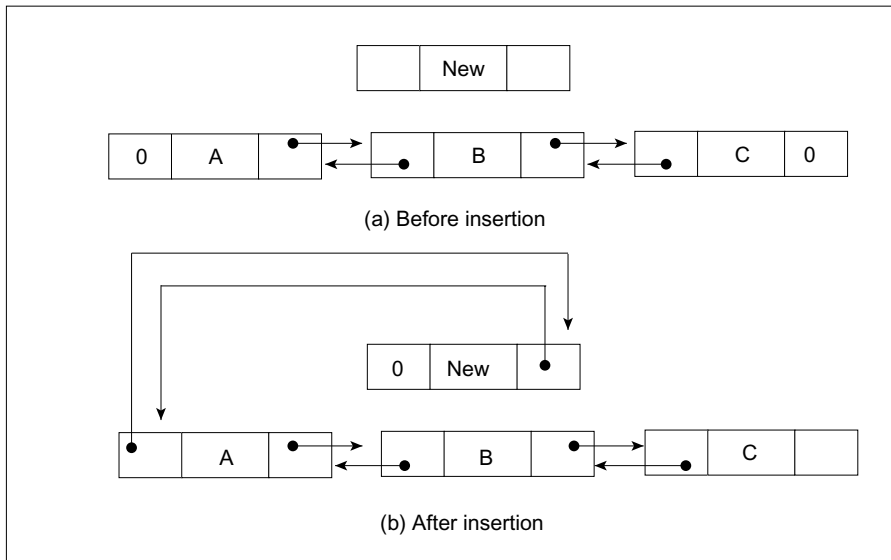 New
0 A B C 0
(a) Before insertion
0 New
A B C
(b) After insertion